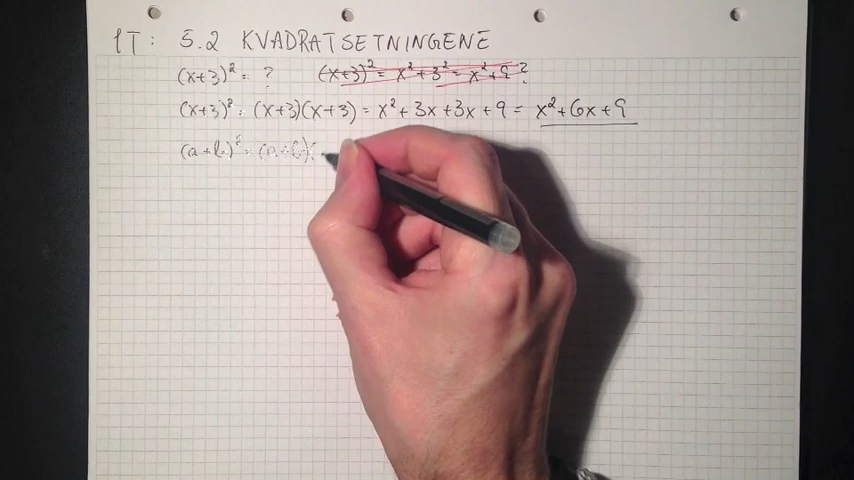 1T: 5.2 KVADRATSETNINGENE
(x+3)² = ? (x+3)² = x² + 3² = x² + 9 ?
(x+3)² = (x+3)(x+3) = x² + 3x + 3x + 9 = x² + 6x + 9
(a+b)² = (a+b)(